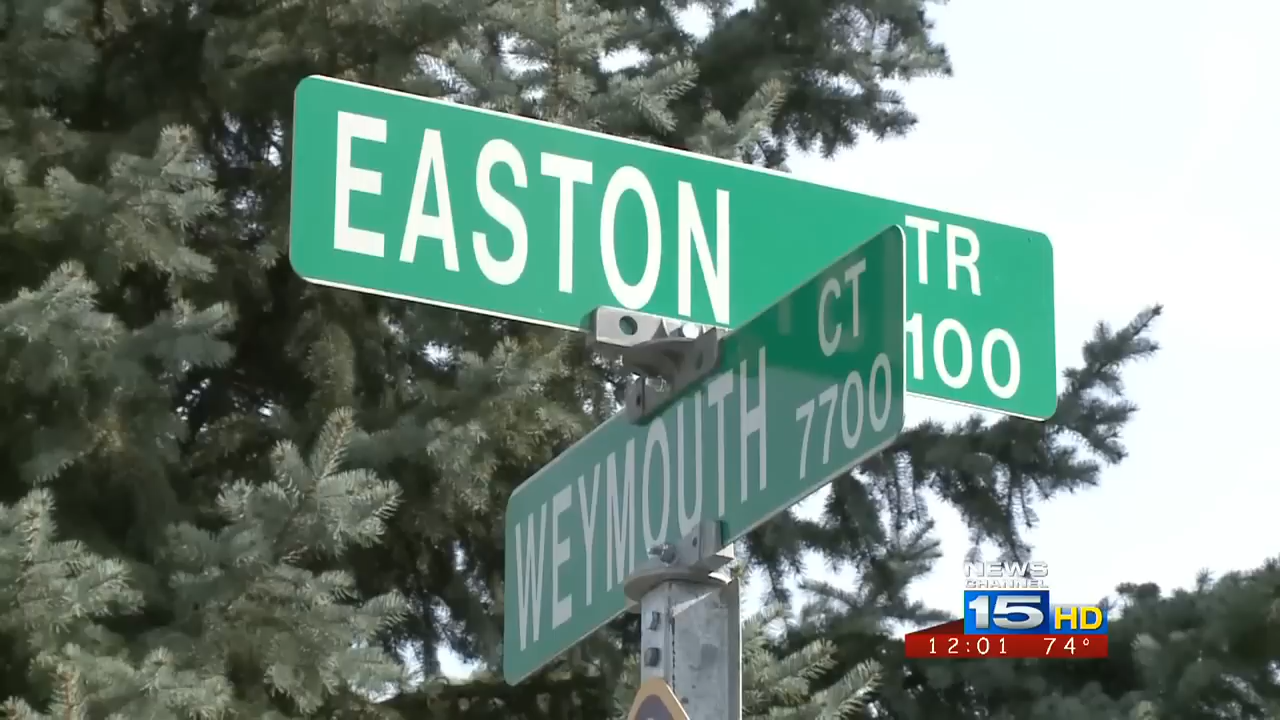 EASTON TR
100
CT
WEYMOUTH 7700
NEWS
CHANNEL
15 HD
12:01 74°